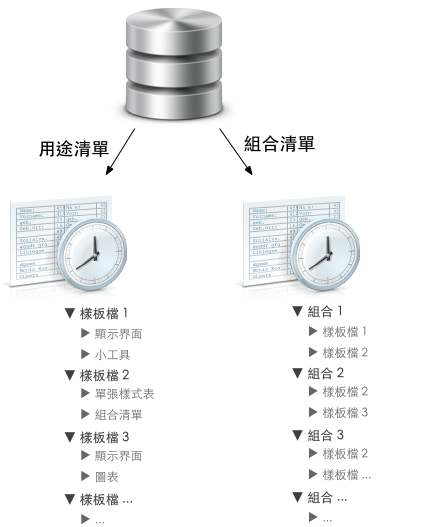 用途清單
組合清單
▼ 樣板檔 1
▶ 顯示界面
▶ 小工具
▼ 樣板檔 2
▶ 單張樣式表
▶ 組合清單
▼ 樣板檔 3
▶ 顯示界面
▶ 圖表
▼ 樣板檔 ...
▶ ...
▼ 組合 1
▶ 樣板檔 1
▶ 樣板檔 2
▼ 組合 2
▶ 樣板檔 2
▶ 樣板檔 3
▼ 組合 3
▶ 樣板檔 2
▶ 樣板檔 ...
▼ 組合 ...
▶ ...